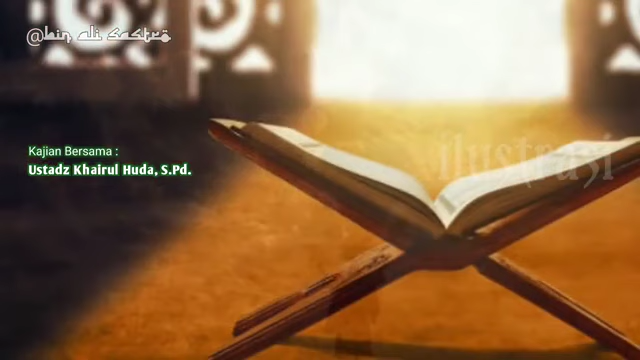 @bin ali sastro
Kajian Bersama :
Ustadz Khairul Huda, S.Pd.
ilustrasi